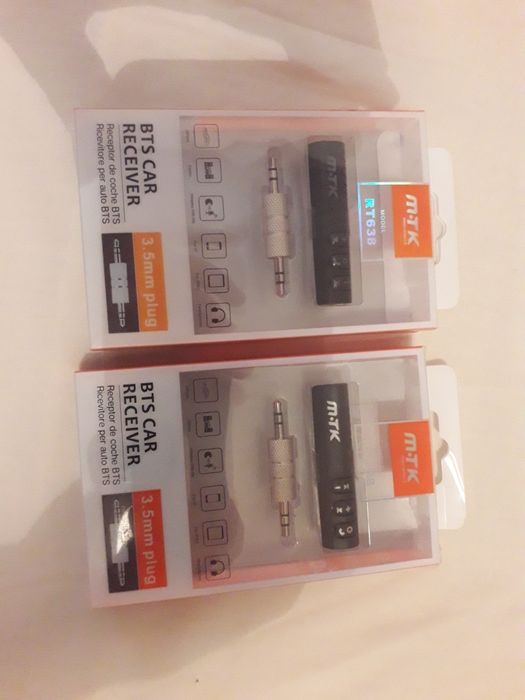 M·TK
MODEL
RT638
BTS CAR
RECEIVER
Receptor de coche BTS
Ricevitore per auto BTS
3.5mm plug
M·TK
M·TK
BTS CAR
RECEIVER
Receptor de coche BTS
Ricevitore per auto BTS
3.5mm plug